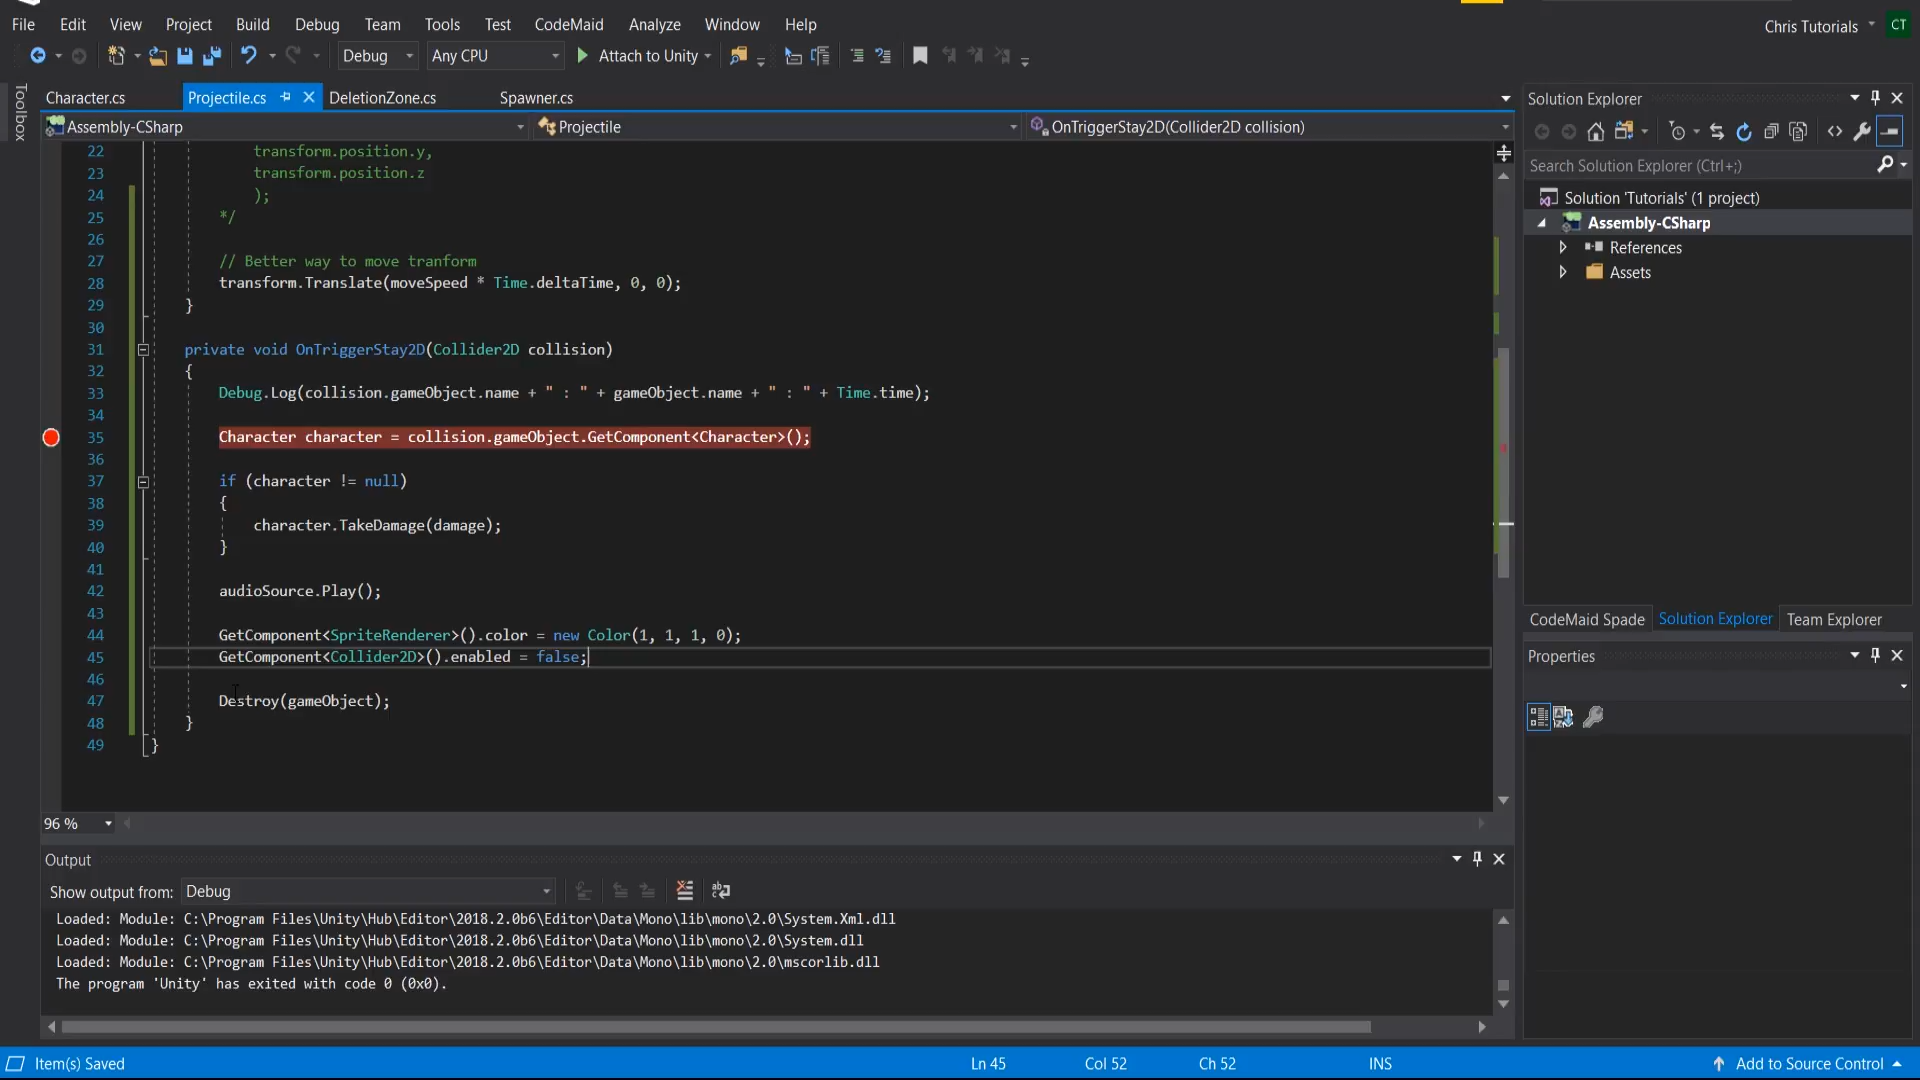 File Edit View Project Build Debug Team Tools Test CodeMaid Analyze Window Help
Chris Tutorials CT
Debug Any CPU Attach to Unity
Toolbox
Character.cs Projectile.cs DeletionZone.cs Spawner.cs
Assembly-CSharp Projectile OnTriggerStay2D(Collider2D collision)
22 transform.position.y,
23 transform.position.z
24 );
25 */
26
27 // Better way to move tranform
28 transform.Translate(moveSpeed * Time.deltaTime, 0, 0);
29 }
30
31 private void OnTriggerStay2D(Collider2D collision)
32 {
33 Debug.Log(collision.gameObject.name + " : " + gameObject.name + " : " + Time.time);
34
35 Character character = collision.gameObject.GetComponent<Character>();
36
37 if (character != null)
38 {
39 character.TakeDamage(damage);
40 }
41
42 audioSource.Play();
43
44 GetComponent<SpriteRenderer>().color = new Color(1, 1, 1, 0);
45 GetComponent<Collider2D>().enabled = false;
46
47 Destroy(gameObject);
48 }
49 }
96 %
Output
Show output from: Debug
Loaded: Module: C:\Program Files\Unity\Hub\Editor\2018.2.0b6\Editor\Data\Mono\lib\mono\2.0\System.Xml.dll
Loaded: Module: C:\Program Files\Unity\Hub\Editor\2018.2.0b6\Editor\Data\Mono\lib\mono\2.0\System.dll
Loaded: Module: C:\Program Files\Unity\Hub\Editor\2018.2.0b6\Editor\Data\Mono\lib\mono\2.0\mscorlib.dll
The program 'Unity' has exited with code 0 (0x0).
Solution Explorer
Search Solution Explorer (Ctrl+;)
Solution 'Tutorials' (1 project)
Assembly-CSharp
References
Assets
CodeMaid Spade Solution Explorer Team Explorer
Properties
Item(s) Saved Ln 45 Col 52 Ch 52 INS Add to Source Control